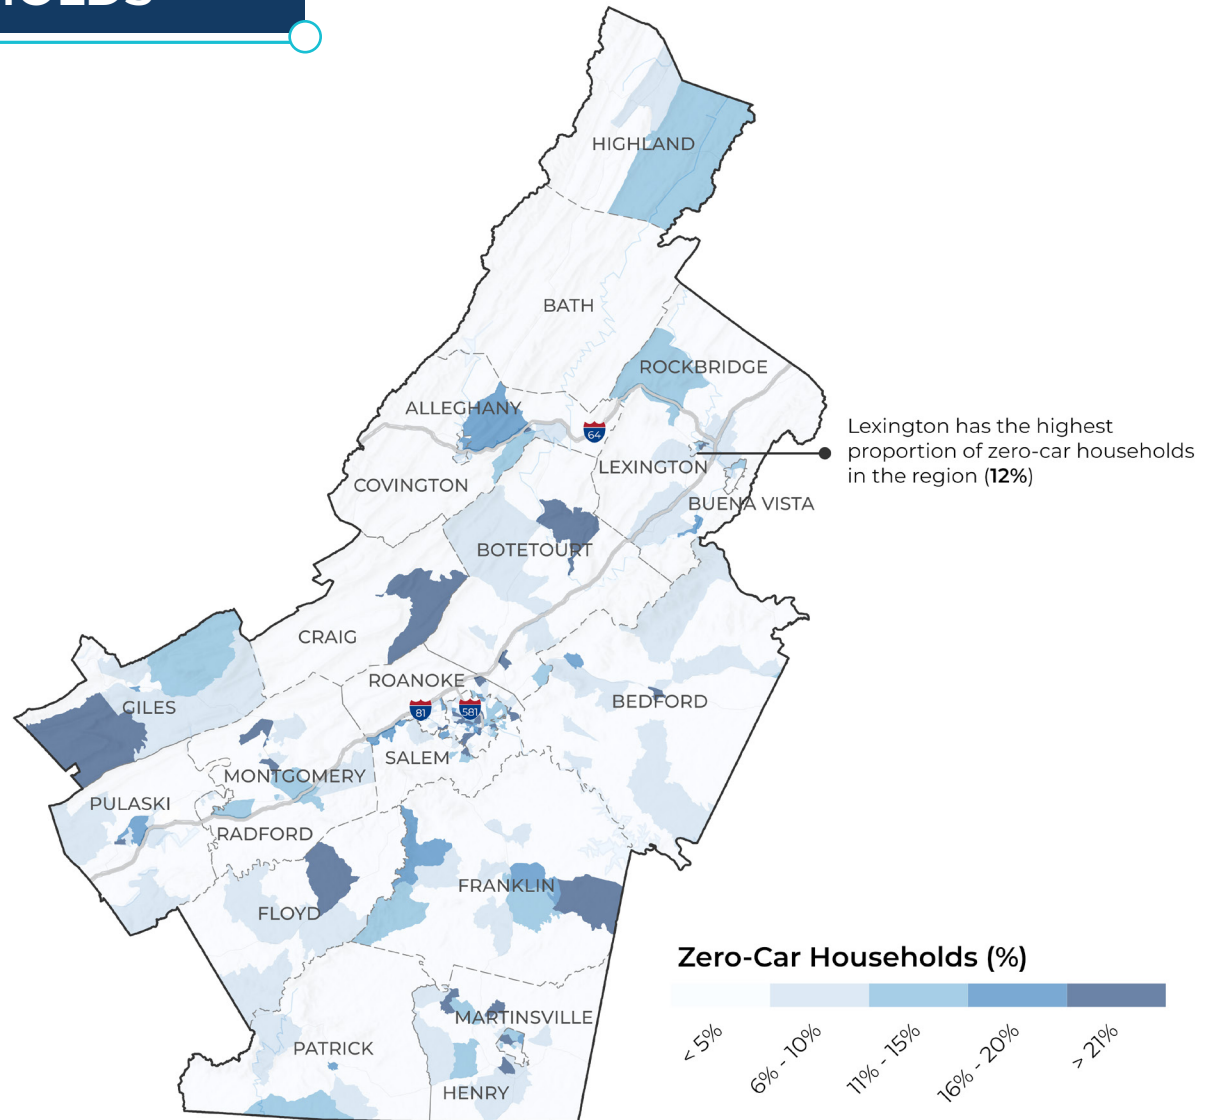 HIGHLAND
BATH
ROCKBRIDGE
ALLEGHANY
64
Lexington has the highest
proportion of zero-car households
in the region (12%)
LEXINGTON
COVINGTON
BUENA VISTA
BOTETOURT
CRAIG
ROANOKE
GILES
BEDFORD
81
581
SALEM
MONTGOMERY
PULASKI
RADFORD
FRANKLIN
FLOYD
Zero-Car Households (%)
MARTINSVILLE
PATRICK
HENRY
< 5%
6% - 10%
11% - 15%
16% - 20%
> 21%